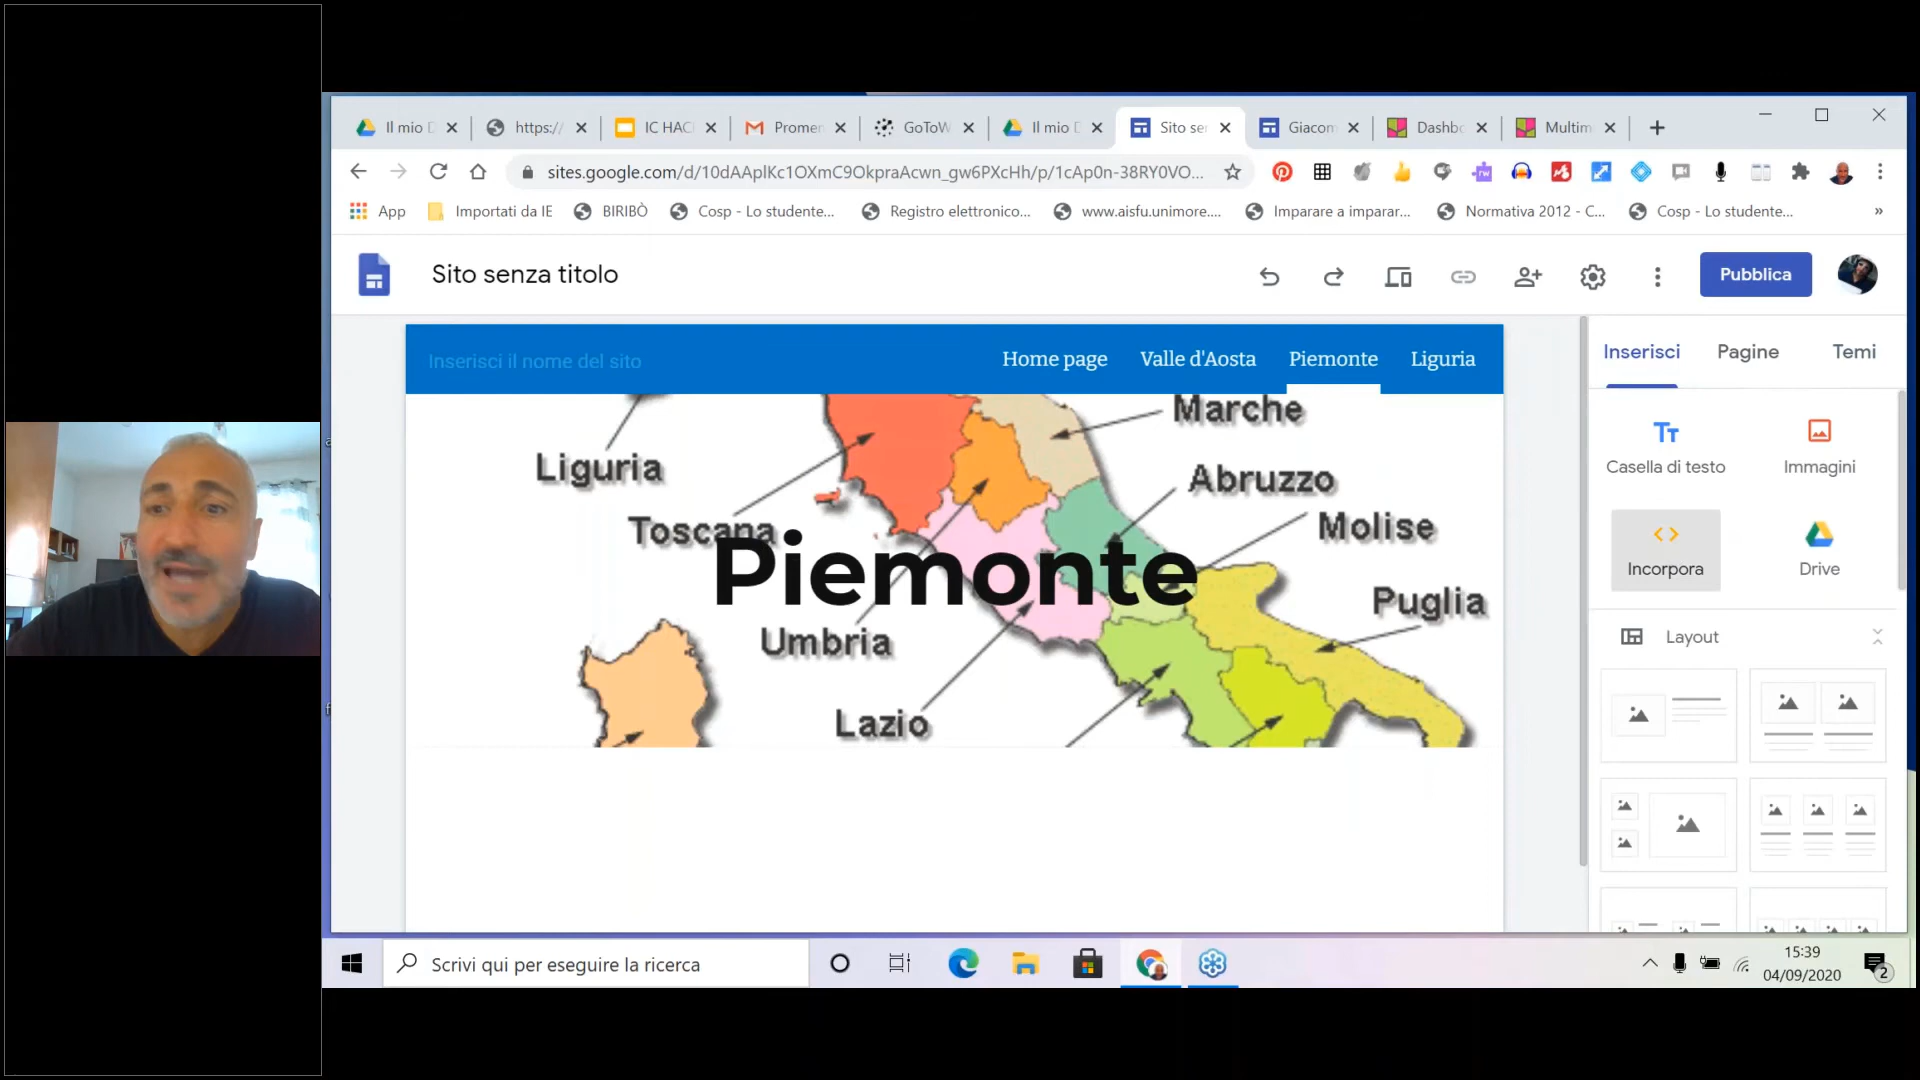 Il mio D
https://
IC HAC
Promen
GoToW
Il mio D
Sito se
Giacom
Dashbo
Multim
sites.google.com/d/10dAAplKc1OXmC9OkpraAcwn_gw6PXcHh/p/1cAp0n-38RY0VO...
App
Importati da IE
BIRIBÒ
Cosp - Lo studente...
Registro elettronico...
www.aisfu.unimore....
Imparare a imparar...
Normativa 2012 - C...
Cosp - Lo studente...
»
Sito senza titolo
Pubblica
Inserisci il nome del sito
Home page
Valle d'Aosta
Piemonte
Liguria
Inserisci
Pagine
Temi
Marche
Liguria
Abruzzo
Toscana
Molise
Piemonte
Puglia
Umbria
Lazio
Casella di testo
Immagini
Incorpora
Drive
Layout
Scrivi qui per eseguire la ricerca
15:39
04/09/2020
2